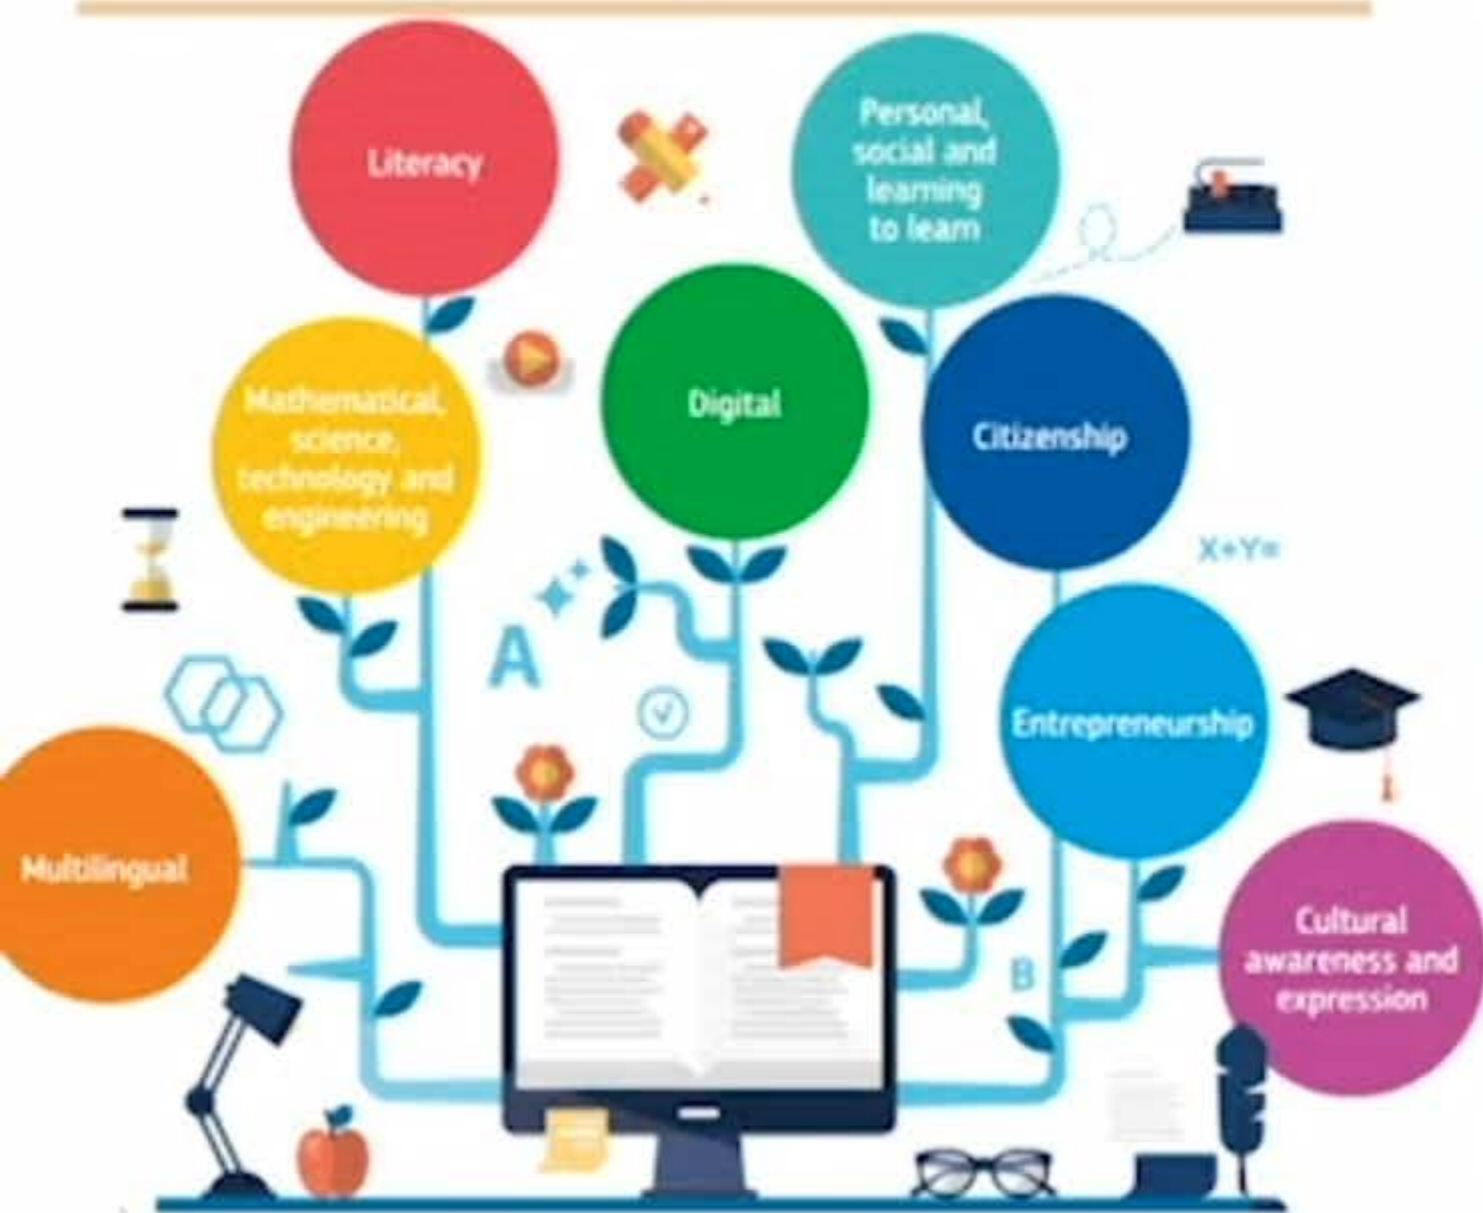 Literacy
Personal,
social and
learning
to learn
Mathematical,
science,
technology and
engineering
Digital
Citizenship
X+Y=
A
Entrepreneurship
Multilingual
Cultural
awareness and
expression
B